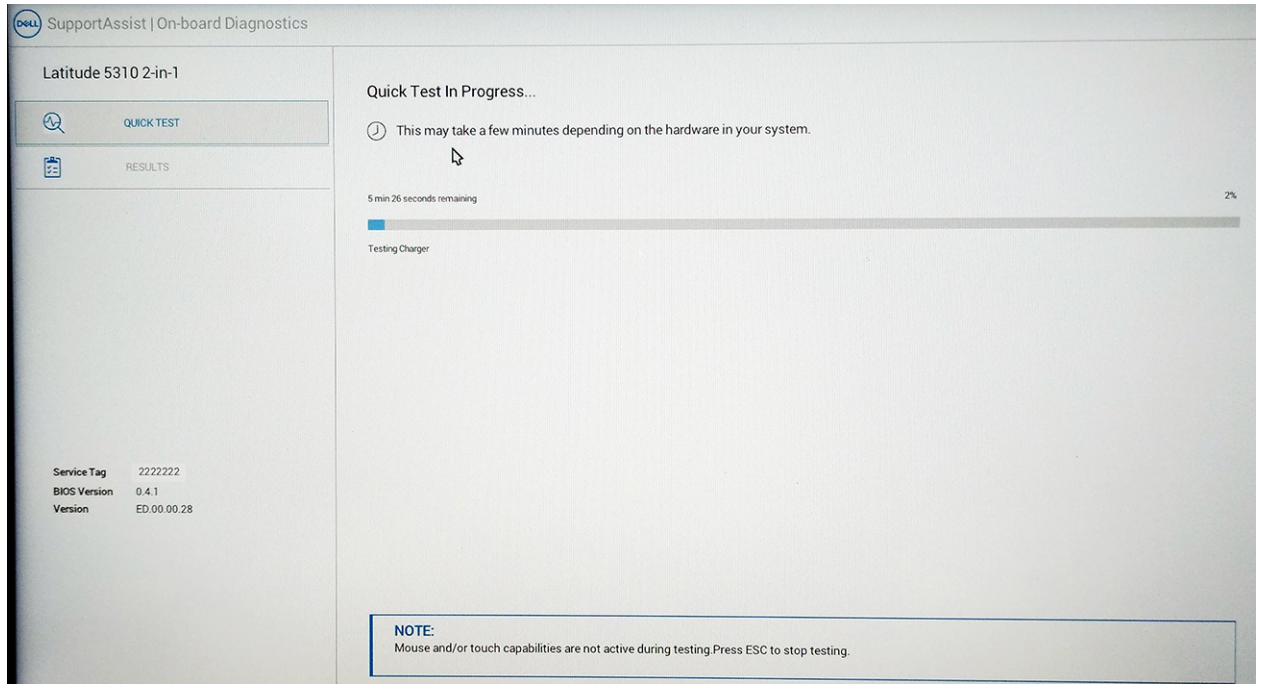 DELL SupportAssist | On-board Diagnostics
Latitude 5310 2-in-1
QUICK TEST
RESULTS
Service Tag 2222222
BIOS Version 0.4.1
Version ED.00.00.28
Quick Test In Progress...
This may take a few minutes depending on the hardware in your system.
5 min 26 seconds remaining 2%
Testing Charger
NOTE:
Mouse and/or touch capabilities are not active during testing.Press ESC to stop testing.